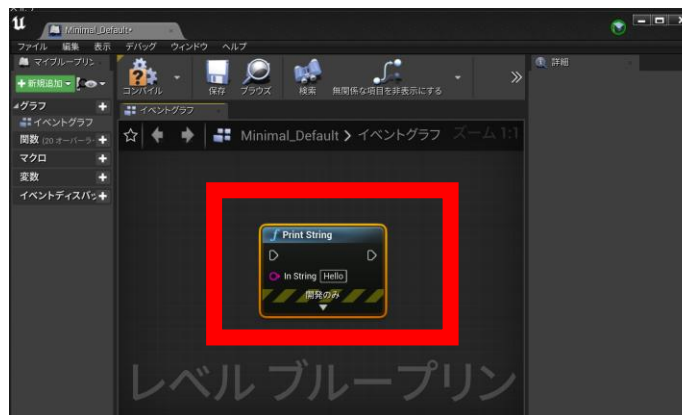 Minimal_Default*
ファイル 編集 表示 デバッグ ウィンドウ ヘルプ
マイブループリン
詳細
+新規追加
コンパイル 保存 ブラウズ 検索 無関係な項目を非表示にする
グラフ
イベントグラフ
イベントグラフ
Minimal_Default > イベントグラフ ズーム 1:1
関数 (20 オーバーラ-
マクロ
変数
イベントディスパッ
Print String
In String Hello
開発のみ
レベル ブループリン